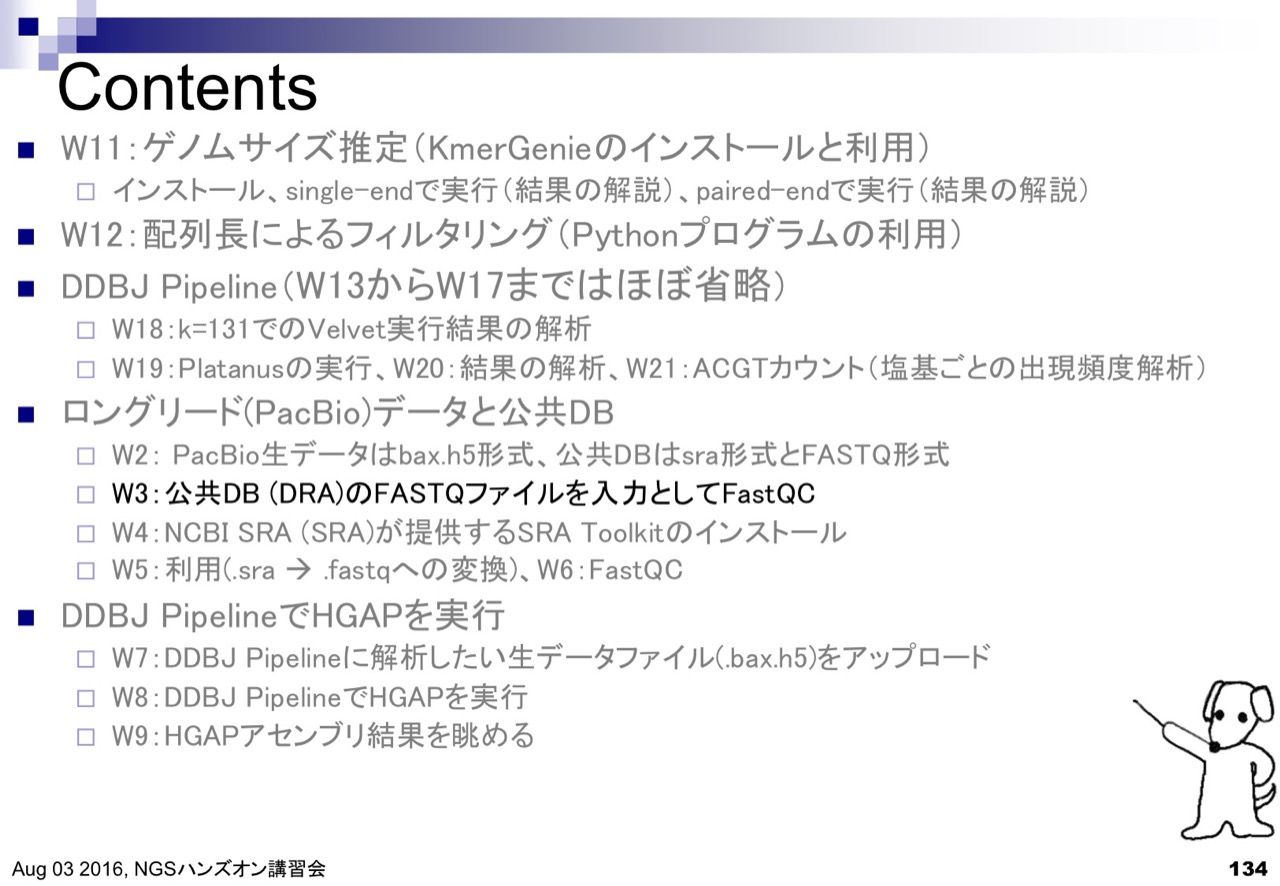 Contents
W11：ゲノムサイズ推定（KmerGenieのインストールと利用）
インストール、single-endで実行（結果の解説）、paired-endで実行（結果の解説）
W12：配列長によるフィルタリング（Pythonプログラムの利用）
DDBJ Pipeline（W13からW17まではほぼ省略）
W18：k=131でのVelvet実行結果の解析
W19：Platanusの実行、W20：結果の解析、W21：ACGTカウント（塩基ごとの出現頻度解析）
ロングリード(PacBio)データと公共DB
W2： PacBio生データはbax.h5形式、公共DBはsra形式とFASTQ形式
W3：公共DB (DRA)のFASTQファイルを入力としてFastQC
W4：NCBI SRA (SRA)が提供するSRA Toolkitのインストール
W5：利用(.sra → .fastqへの変換)、W6：FastQC
DDBJ PipelineでHGAPを実行
W7：DDBJ Pipelineに解析したい生データファイル(.bax.h5)をアップロード
W8：DDBJ PipelineでHGAPを実行
W9：HGAPアセンブリ結果を眺める
Aug 03 2016, NGSハンズオン講習会
134